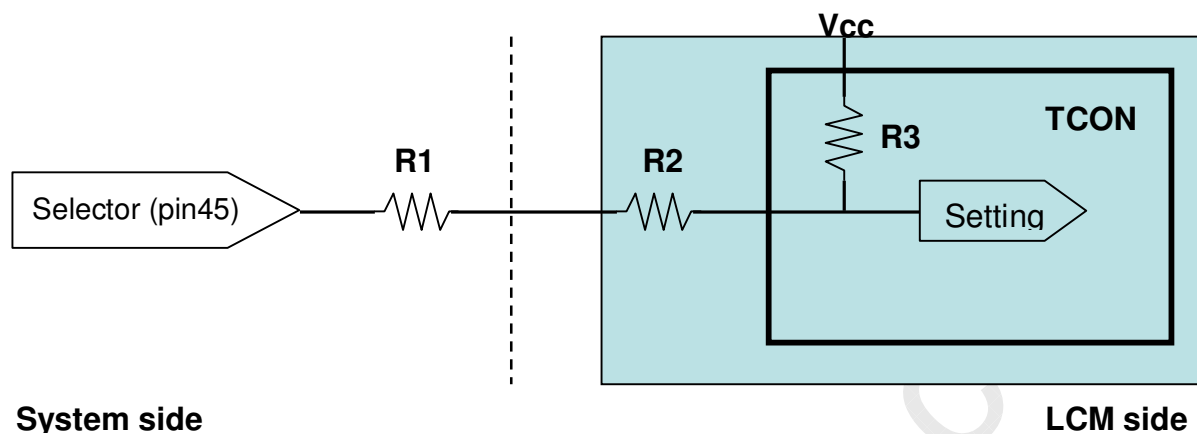 Vcc
TCON
R3
R1
R2
Selector (pin45)
Setting
System side
LCM side